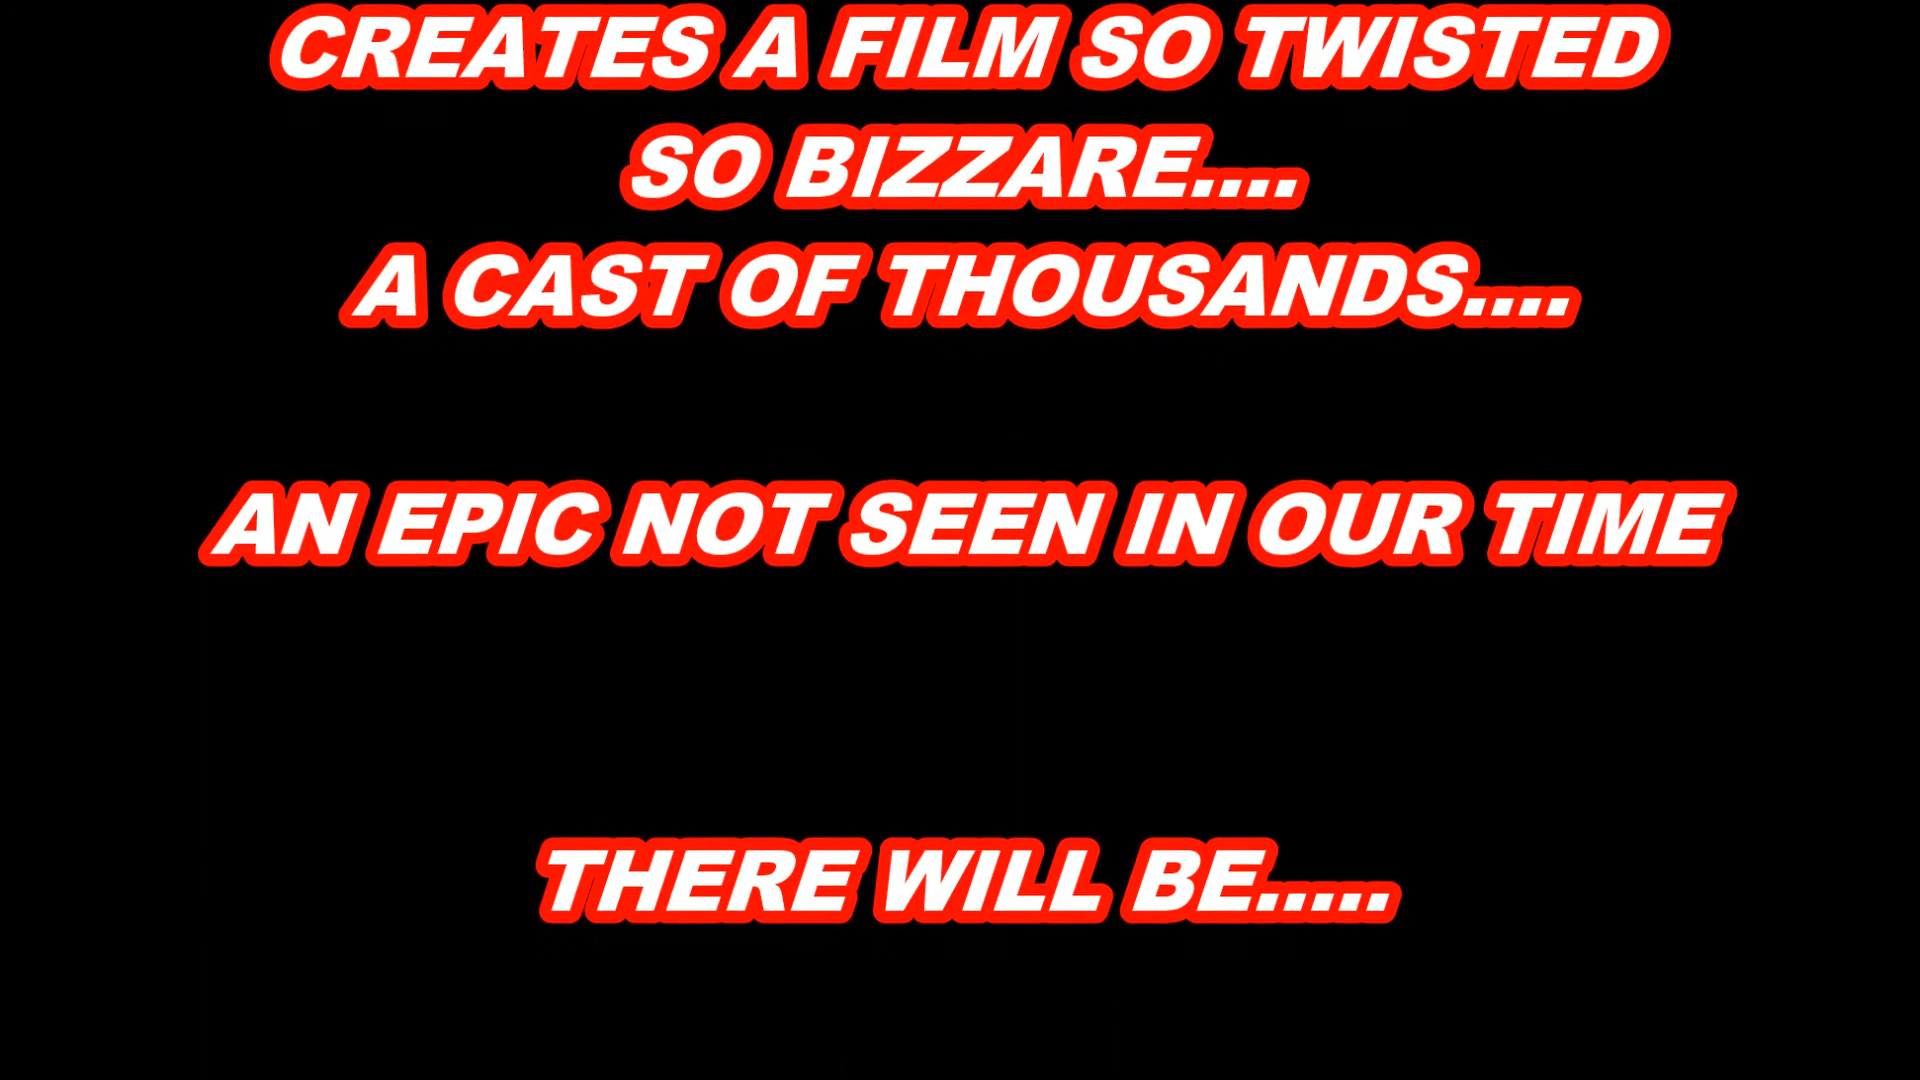 CREATES A FILM SO TWISTED
SO BIZZARE....
A CAST OF THOUSANDS....
AN EPIC NOT SEEN IN OUR TIME
THERE WILL BE.....